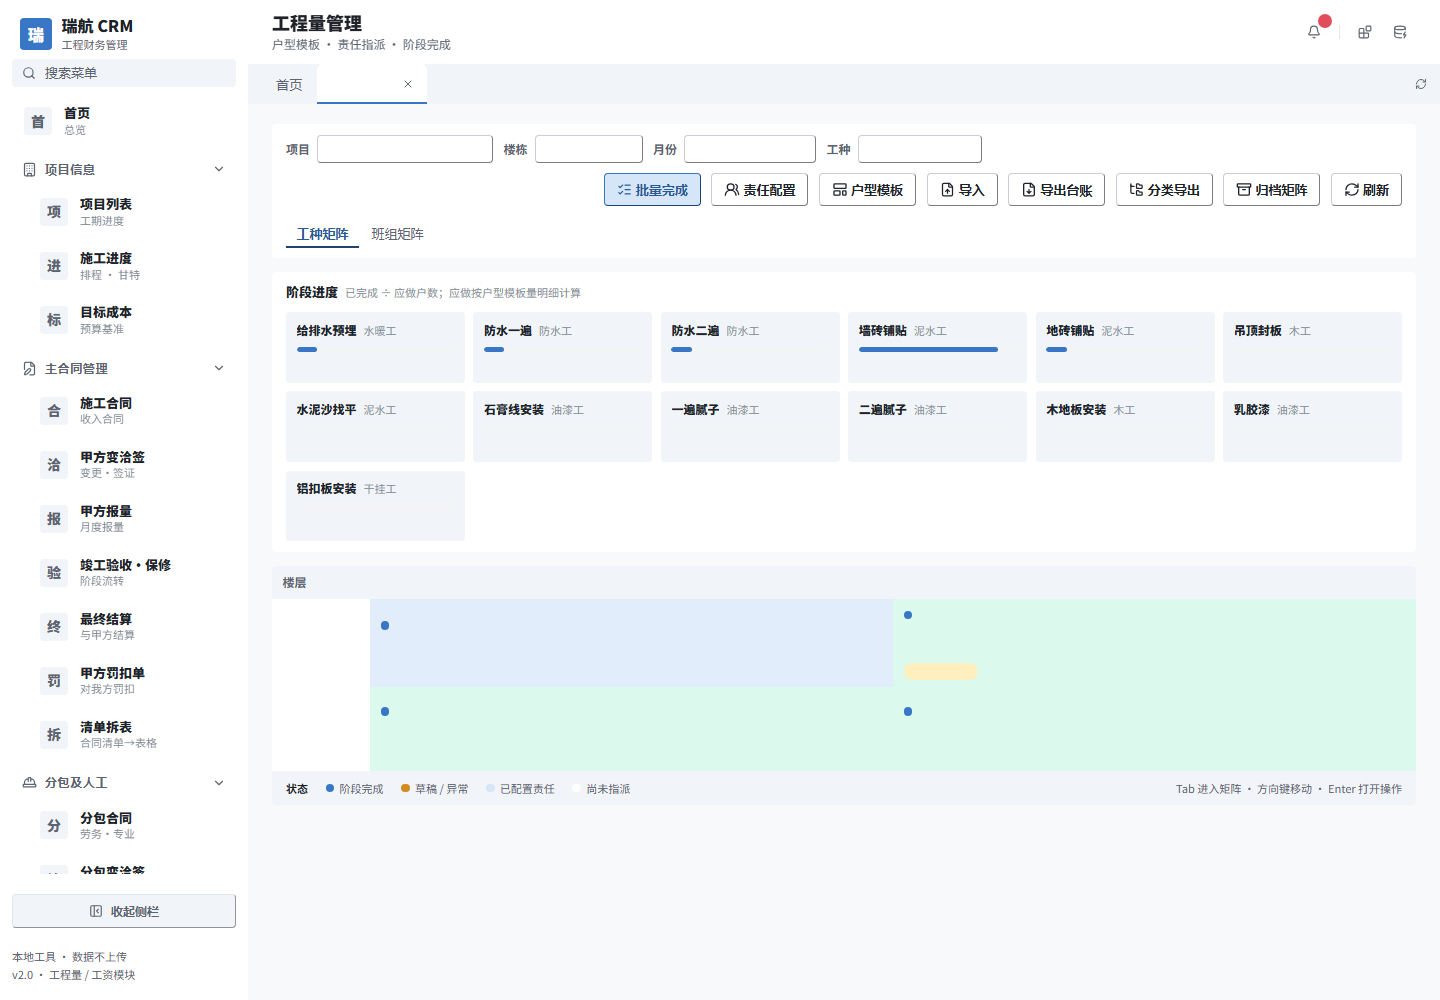 瑞
瑞航 CRM
工程财务管理
搜索菜单
首
首页
总览
项目信息
项
项目列表
工期进度
进
施工进度
排程 · 甘特
标
目标成本
预算基准
主合同管理
合
施工合同
收入合同
洽
甲方变洽签
变更·签证
报
甲方报量
月度报量
验
竣工验收·保修
阶段流转
终
最终结算
与甲方结算
罚
甲方罚扣单
对我方罚扣
拆
清单拆表
合同清单→表格
分包及人工
分
分包合同
劳务·专业
分包变洽签
收起侧栏
本地工具 · 数据不上传
v2.0 · 工程量 / 工资模块
工程量管理
户型模板 · 责任指派 · 阶段完成
首页
项目
楼栋
月份
工种
批量完成
责任配置
户型模板
导入
导出台账
分类导出
归档矩阵
刷新
工种矩阵
班组矩阵
阶段进度 已完成 ÷ 应做户数；应做按户型模板量明细计算
给排水预埋 水暖工
防水一遍 防水工
防水二遍 防水工
墙砖铺贴 泥水工
地砖铺贴 泥水工
吊顶封板 木工
水泥沙找平 泥水工
石膏线安装 油漆工
一遍腻子 油漆工
二遍腻子 油漆工
木地板安装 木工
乳胶漆 油漆工
铝扣板安装 干挂工
楼层
状态
阶段完成
草稿 / 异常
已配置责任
尚未指派
Tab 进入矩阵 · 方向键移动 · Enter 打开操作